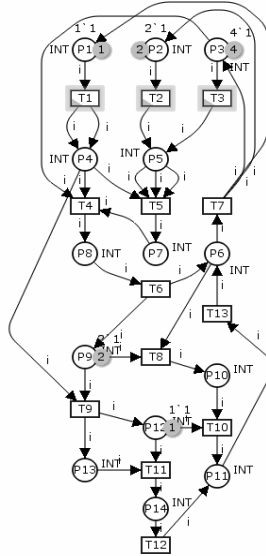 1`1 2`1 4`1
INT P1 1 2 P2 INT P3 4
INT
i i i
T1 T2 T3
i i i i i
INT P4 P5 INT
i i i i i i
T4 T5 T7
i i i i
P8 INT P7 INT P6 INT
i i i
T6
i i
T13
i
P9 2 i T8 i INT
INT P10
i i
T9 i 1`1
P12 1 i T10
i i i
P13 INT i T11 INT
i P11
P14 INT
i i
T12